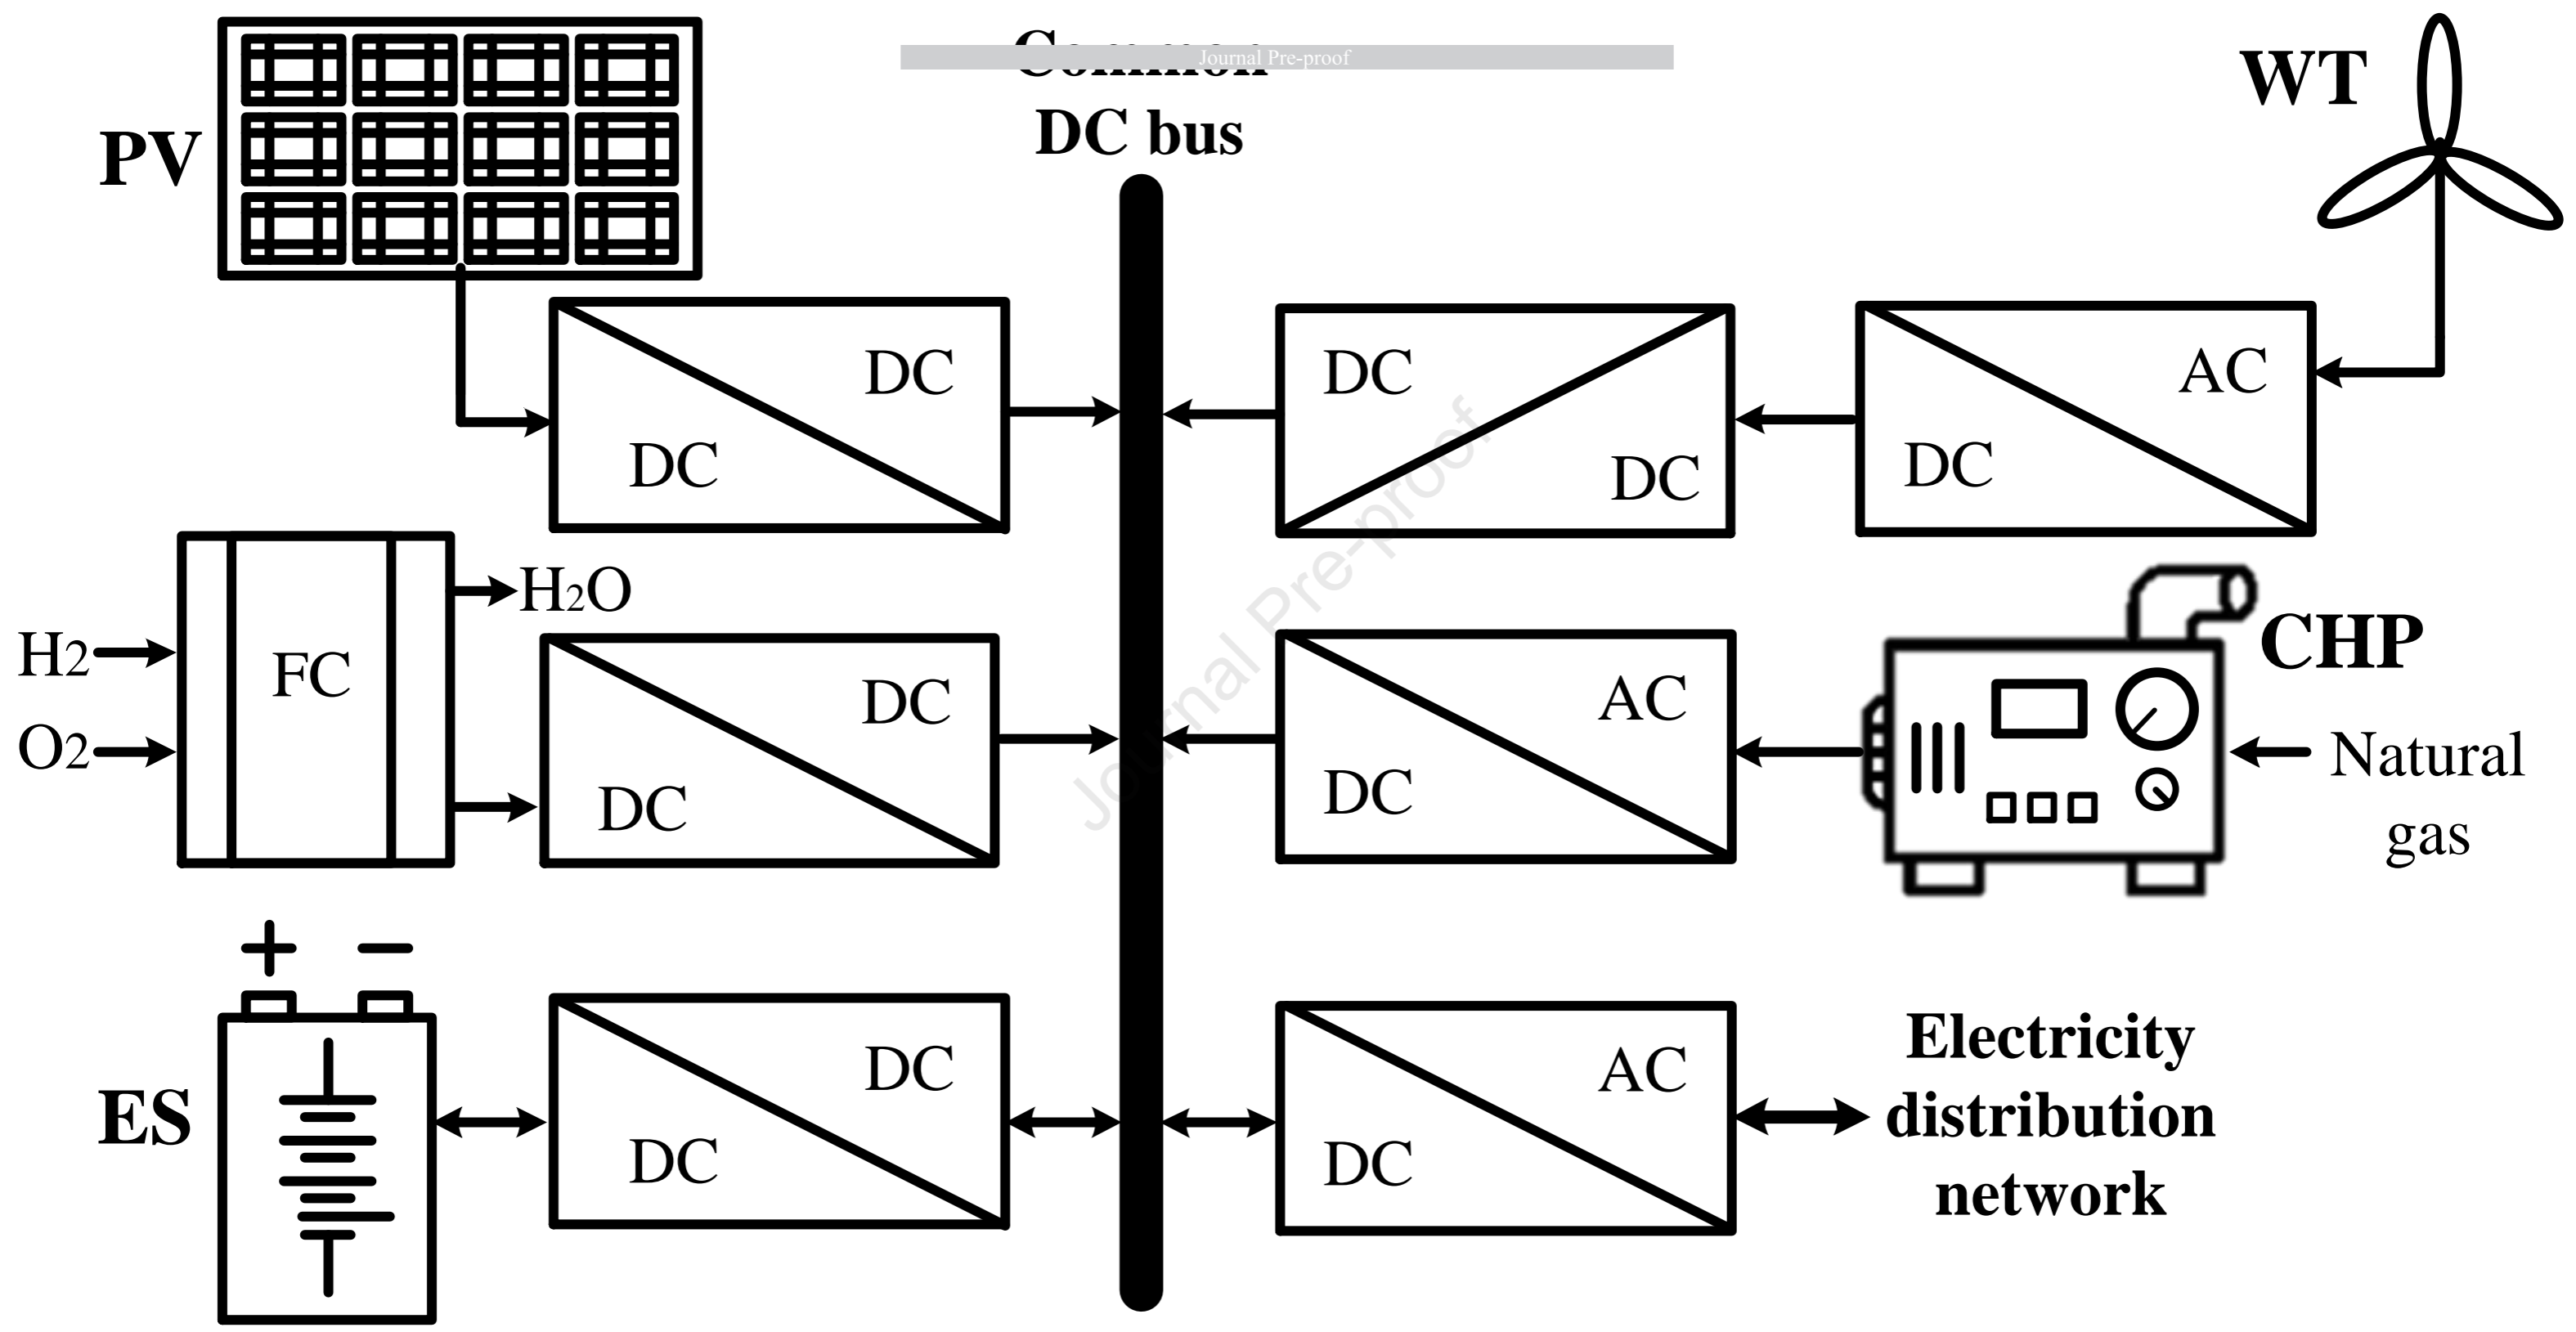 Journal Pre-proof
Common
DC bus
PV
WT
DC
DC
DC
DC
AC
DC
H2
O2
FC
H2O
DC
DC
AC
DC
CHP
Natural
gas
Journal Pre-proof
+ −
ES
DC
DC
AC
DC
Electricity
distribution
network